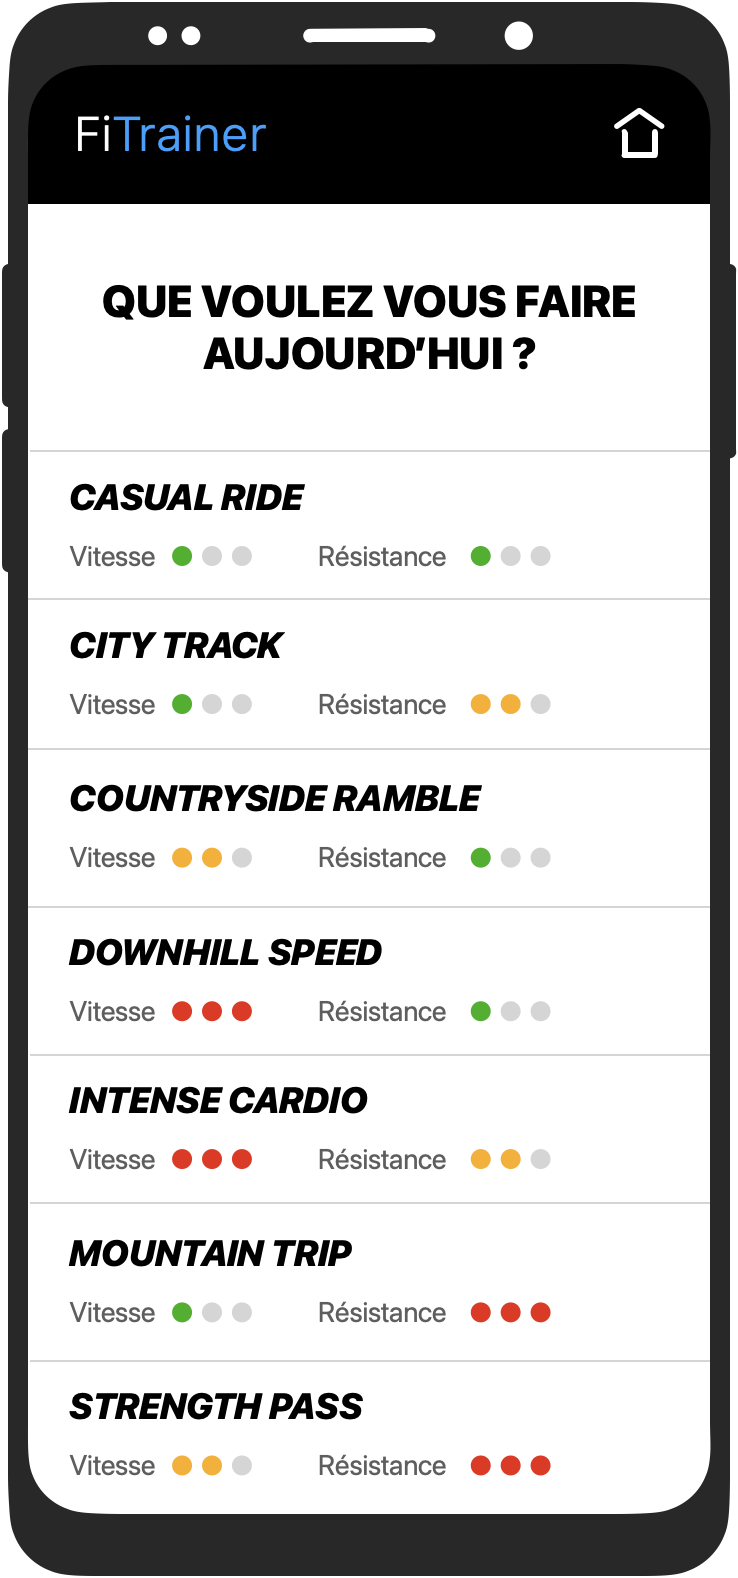 FiTrainer
QUE VOULEZ VOUS FAIRE
AUJOURD’HUI ?
CASUAL RIDE
Vitesse Résistance
CITY TRACK
Vitesse Résistance
COUNTRYSIDE RAMBLE
Vitesse Résistance
DOWNHILL SPEED
Vitesse Résistance
INTENSE CARDIO
Vitesse Résistance
MOUNTAIN TRIP
Vitesse Résistance
STRENGTH PASS
Vitesse Résistance